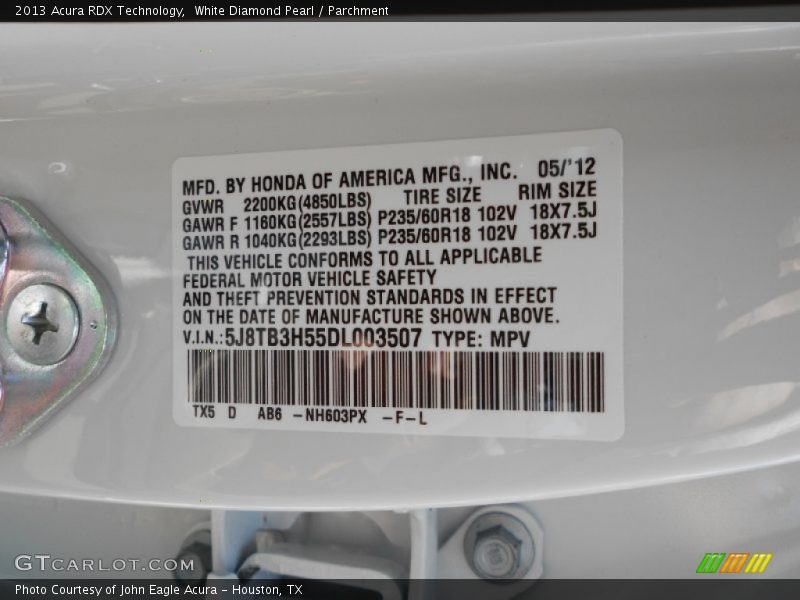 2013 Acura RDX Technology,  White Diamond Pearl / Parchment
MFD. BY HONDA OF AMERICA MFG., INC.  05/'12
GVWR  2200KG(4850LBS)  TIRE SIZE  RIM SIZE
GAWR F 1160KG(2557LBS) P235/60R18 102V  18X7.5J
GAWR R 1040KG(2293LBS) P235/60R18 102V  18X7.5J
THIS VEHICLE CONFORMS TO ALL APPLICABLE
FEDERAL MOTOR VEHICLE SAFETY
AND THEFT PREVENTION STANDARDS IN EFFECT
ON THE DATE OF MANUFACTURE SHOWN ABOVE.
V.I.N.:5J8TB3H55DL003507 TYPE: MPV
TX5  D  AB6  -NH603PX  -F-L
GTCARLOT.COM
Photo Courtesy of John Eagle Acura - Houston, TX